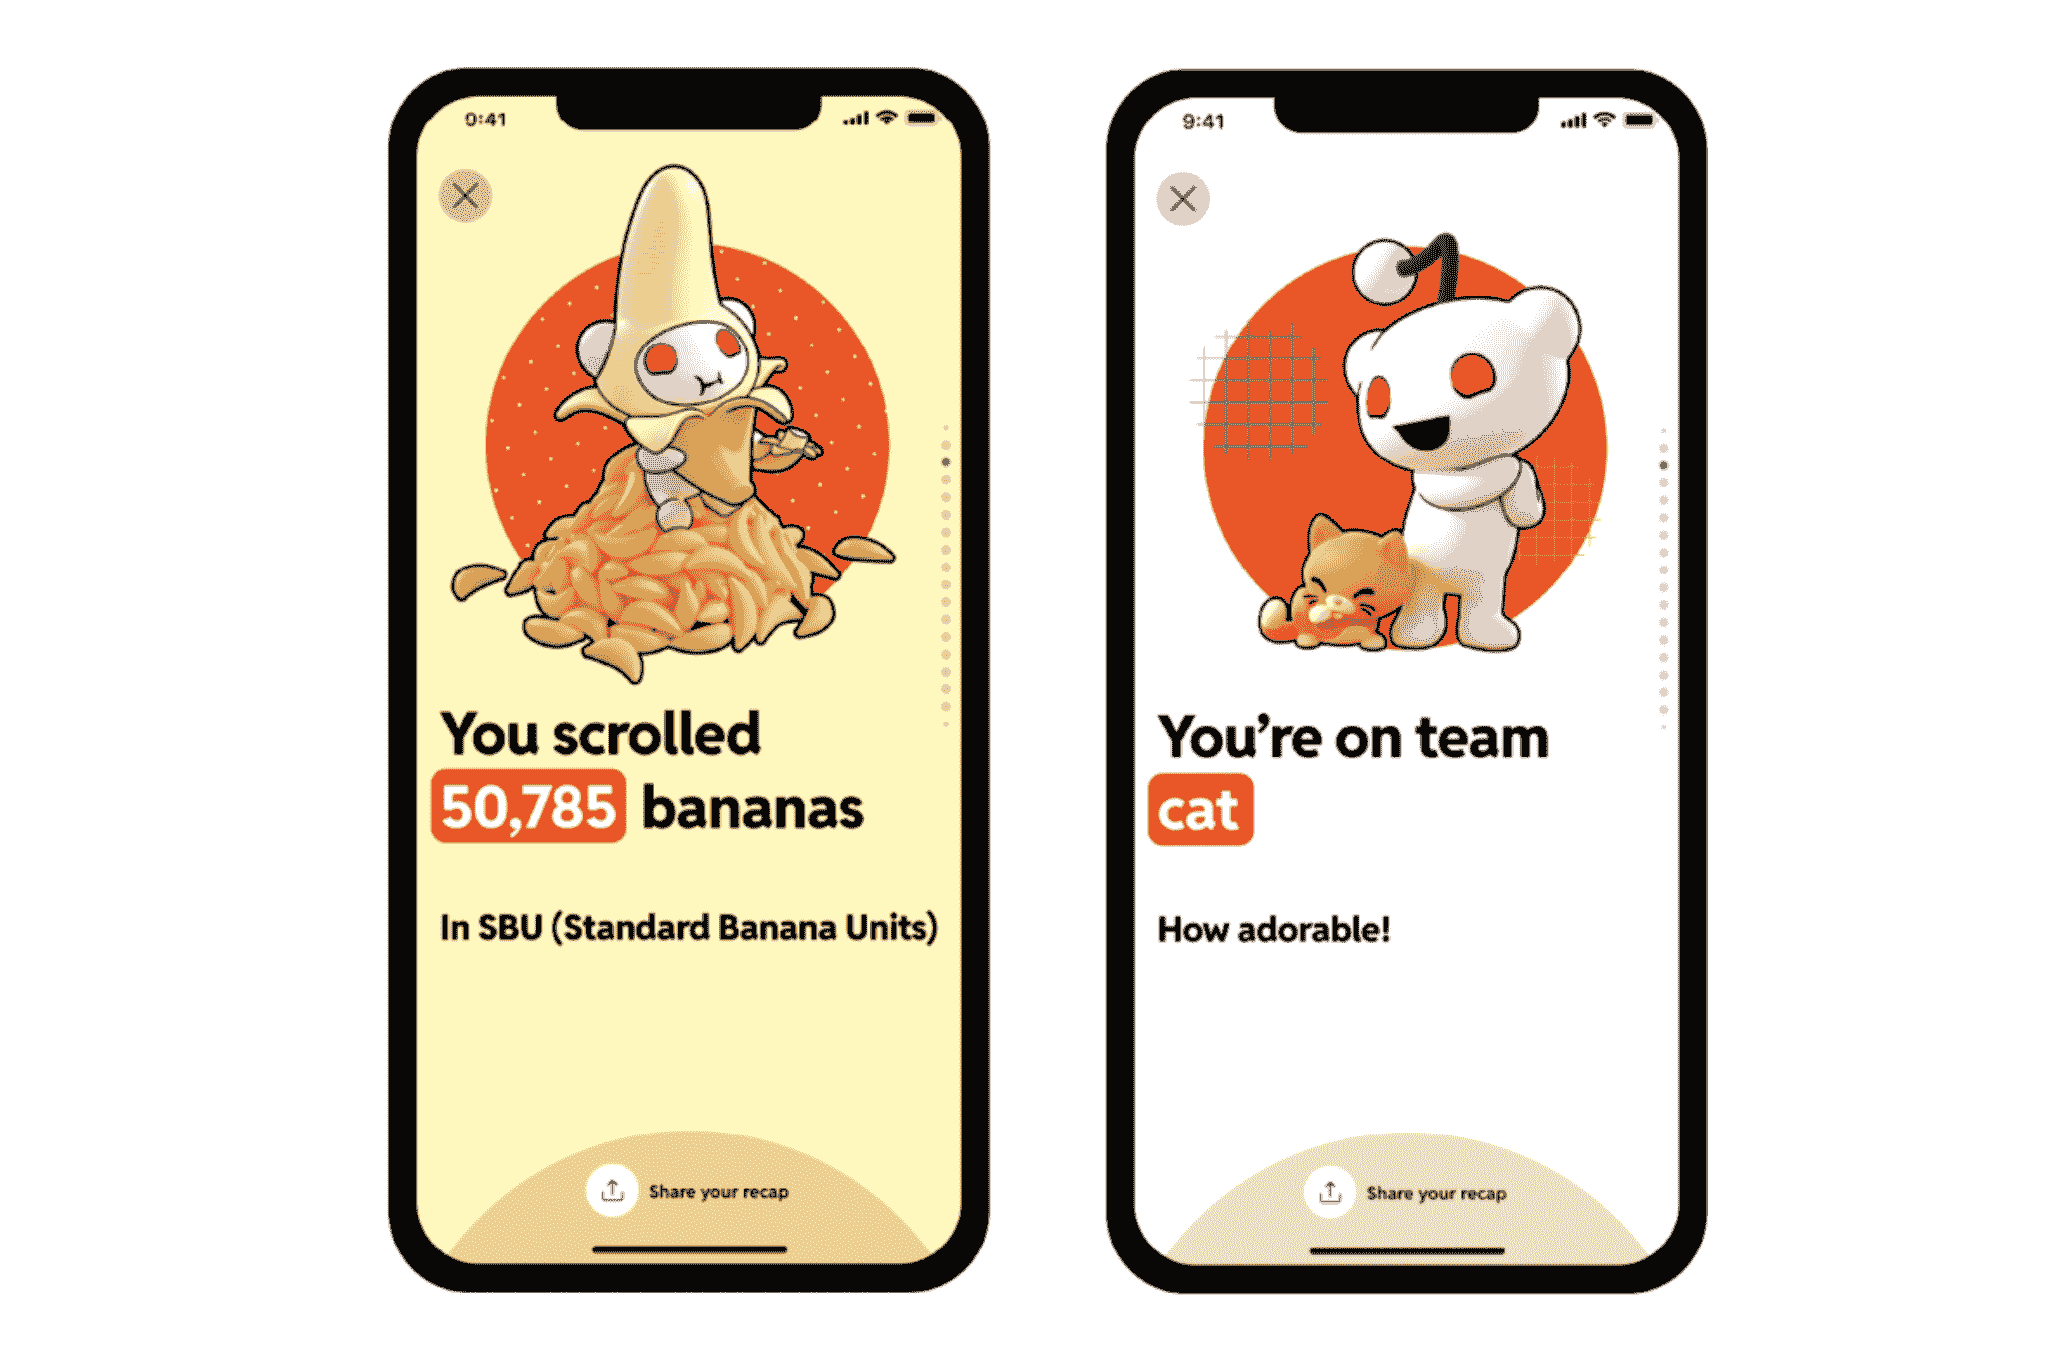 9:41
You scrolled
50,785 bananas
In SBU (Standard Banana Units)
Share your recap
9:41
You're on team
cat
How adorable!
Share your recap